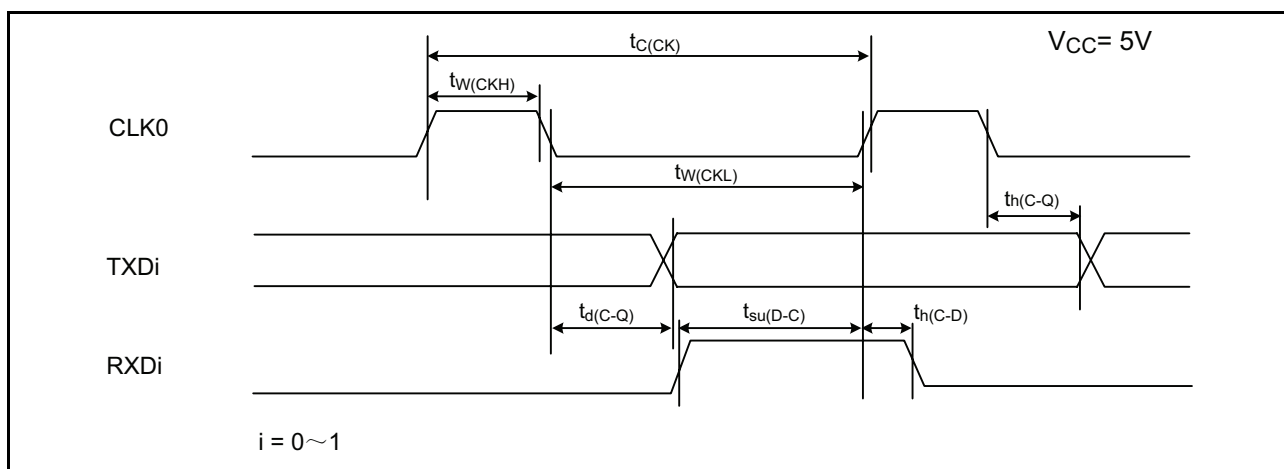 tC(CK)
VCC= 5V
tW(CKH)
CLK0
tW(CKL)
th(C-Q)
TXDi
td(C-Q)
tsu(D-C)
th(C-D)
RXDi
i = 0～1